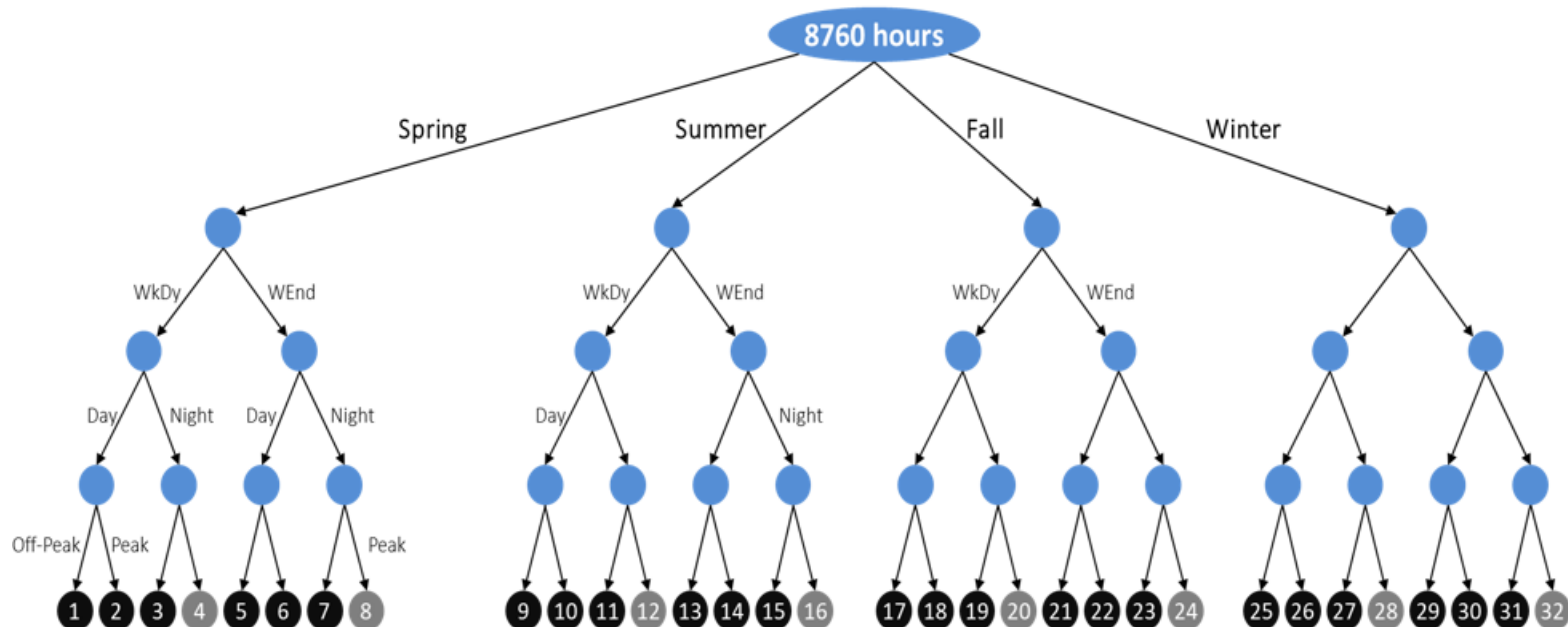 8760 hours
Spring Summer Fall Winter
WkDy WEnd WkDy WEnd WkDy WEnd
Day Night Day Night Day Night
Off-Peak Peak Peak
1 2 3 4 5 6 7 8 9 10 11 12 13 14 15 16 17 18 19 20 21 22 23 24 25 26 27 28 29 30 31 32